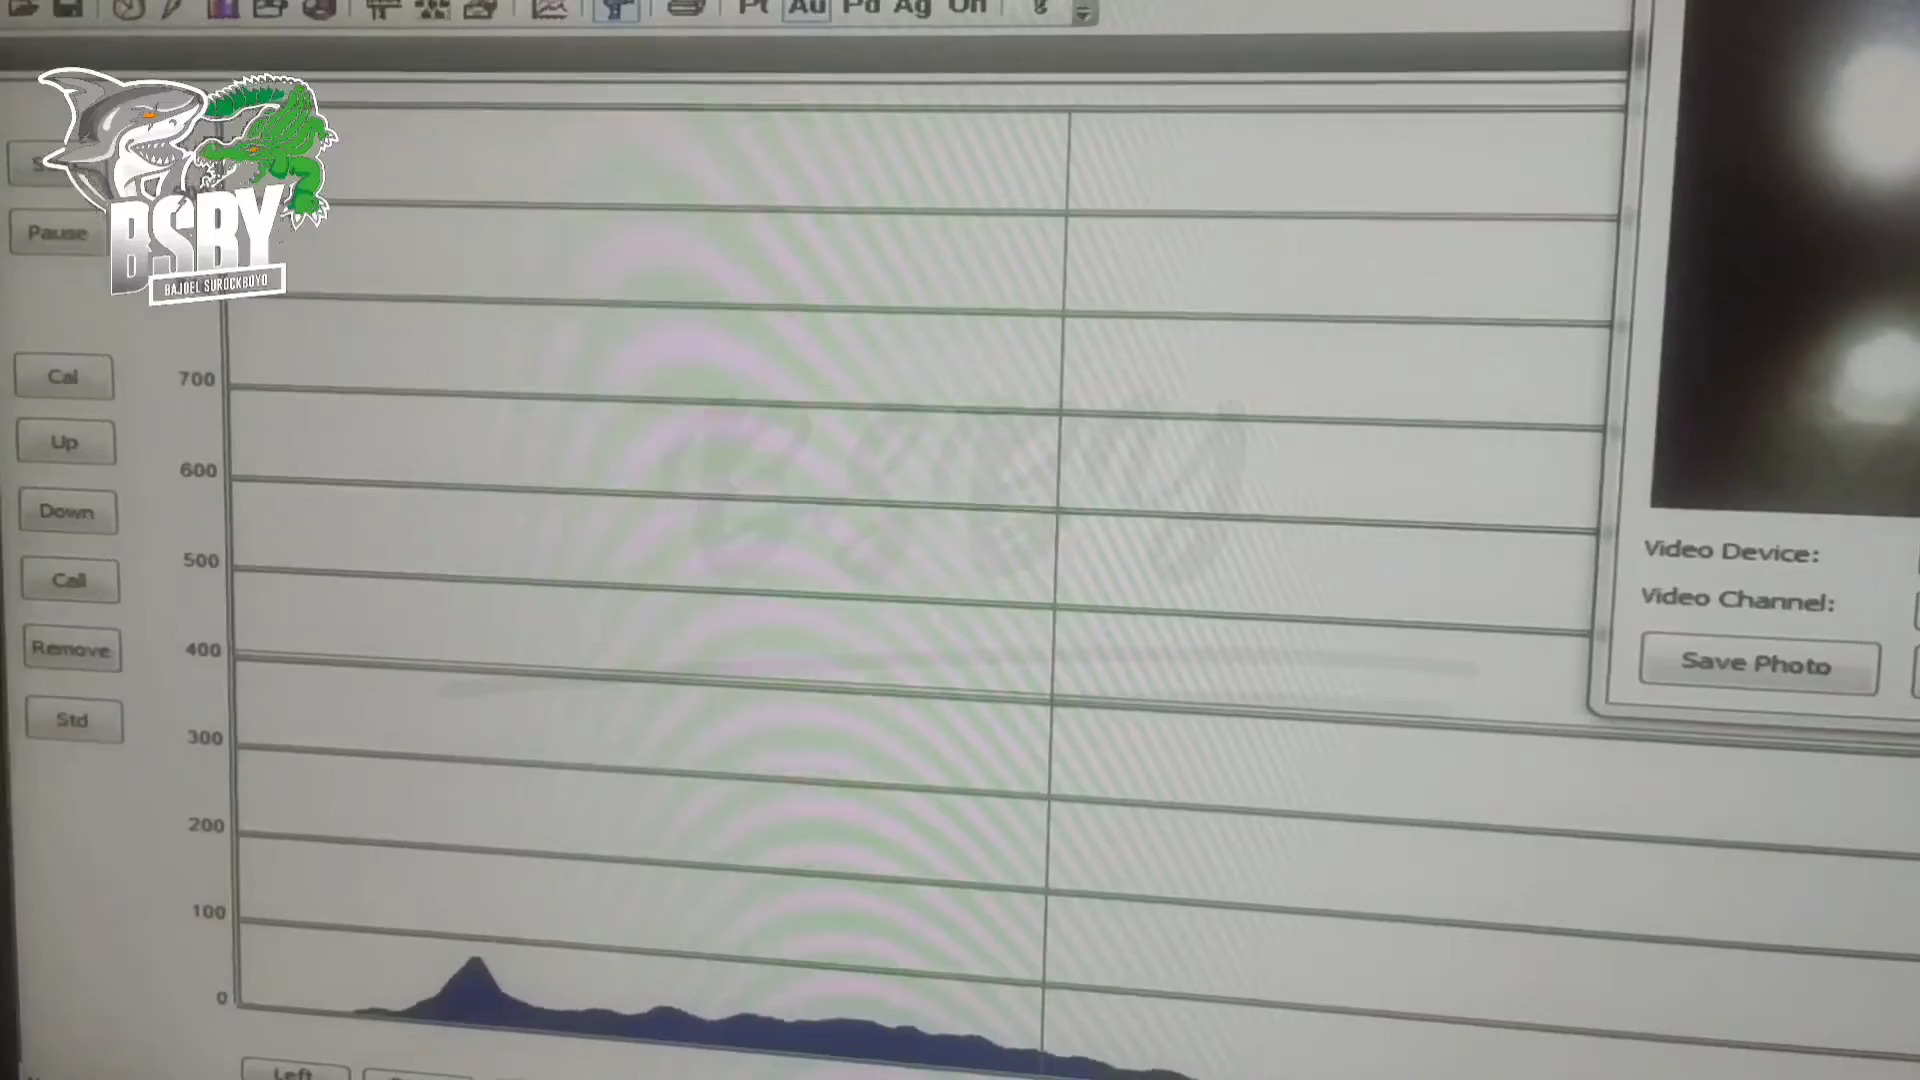 Pt Au Pd Ag
BSBY
BAJOEL SUROCKBOYO
Pause
Cal
Up
Down
Call
Remove
Std
700
600
500
400
300
200
100
0
Left
Video Device:
Video Channel:
Save Photo